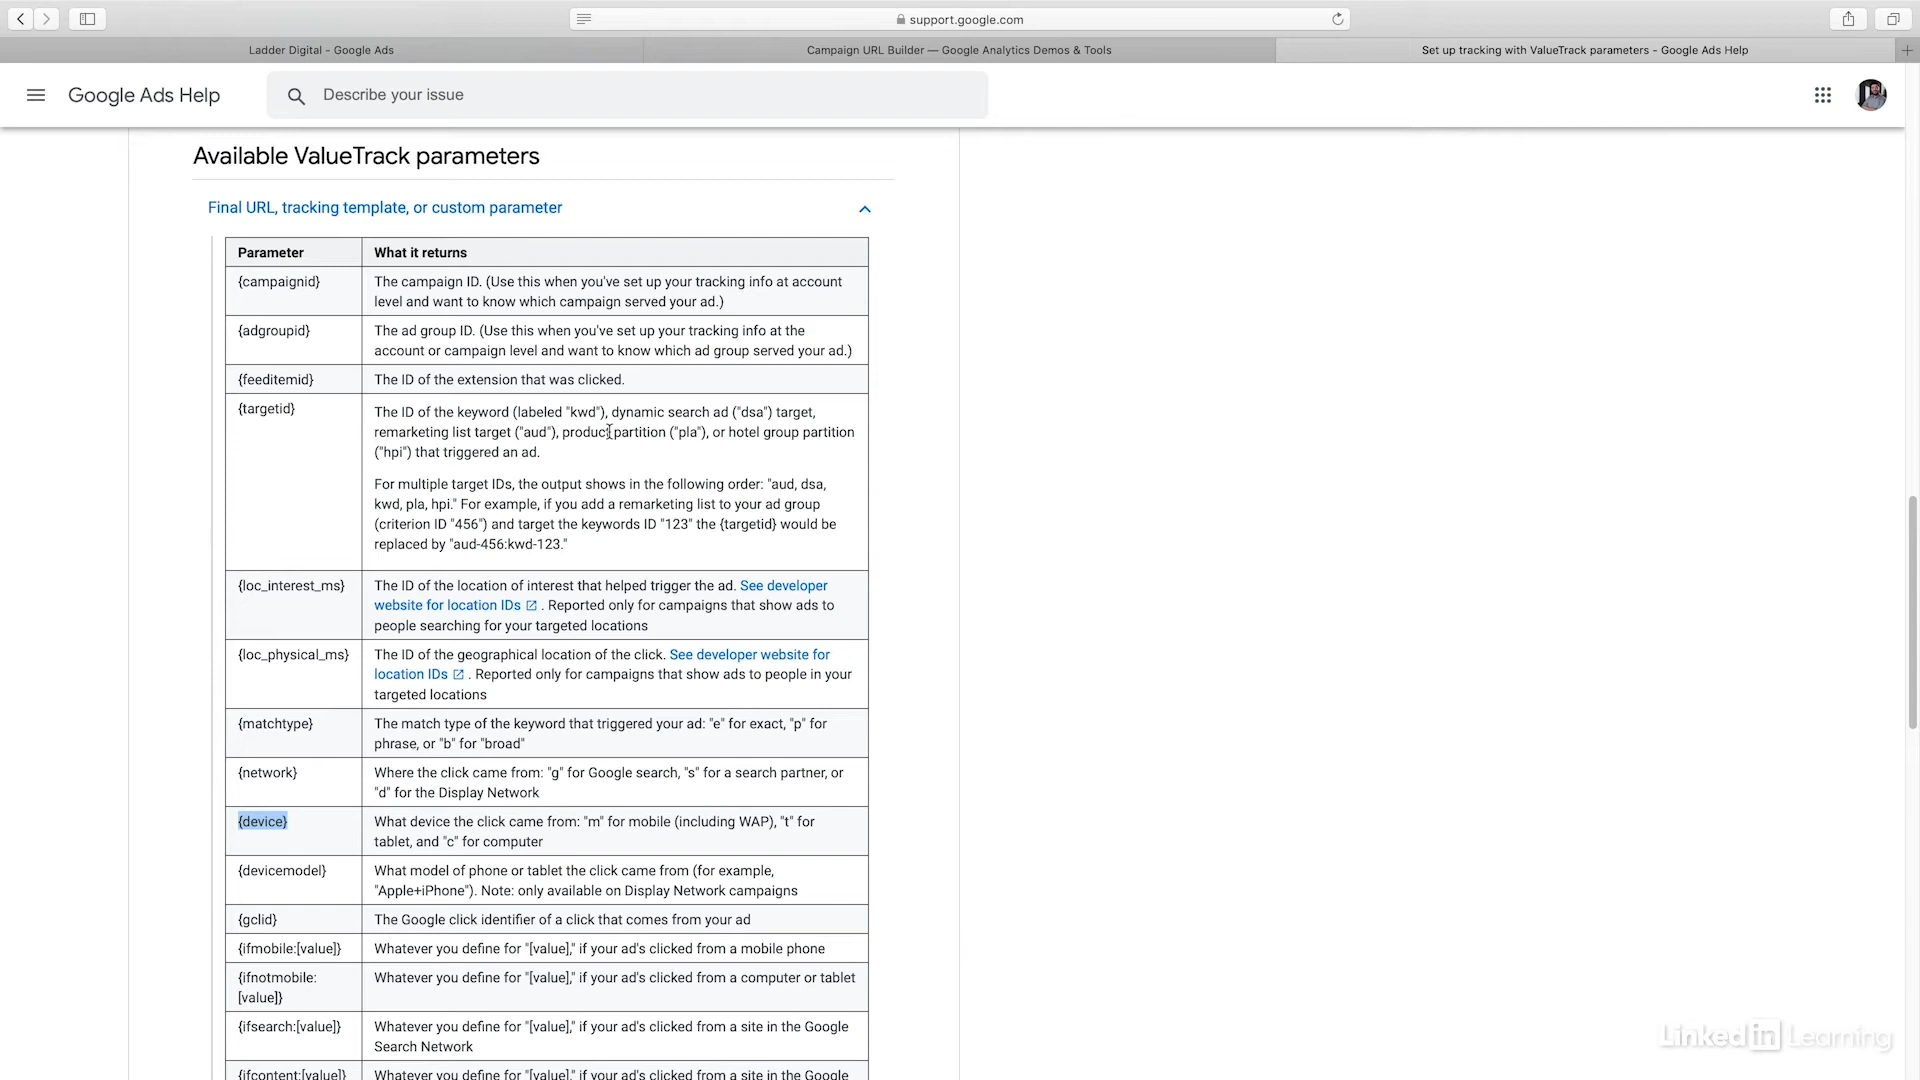 support.google.com
Ladder Digital - Google Ads
Campaign URL Builder — Google Analytics Demos & Tools
Set up tracking with ValueTrack parameters - Google Ads Help
Google Ads Help
Describe your issue
Available ValueTrack parameters
Final URL, tracking template, or custom parameter
Parameter
What it returns
{campaignid}
The campaign ID. (Use this when you've set up your tracking info at account
level and want to know which campaign served your ad.)
{adgroupid}
The ad group ID. (Use this when you've set up your tracking info at the
account or campaign level and want to know which ad group served your ad.)
{feeditemid}
The ID of the extension that was clicked.
{targetid}
The ID of the keyword (labeled "kwd"), dynamic search ad ("dsa") target,
remarketing list target ("aud"), product partition ("pla"), or hotel group partition
("hpi") that triggered an ad.
For multiple target IDs, the output shows in the following order: "aud, dsa,
kwd, pla, hpi." For example, if you add a remarketing list to your ad group
(criterion ID "456") and target the keywords ID "123" the {targetid} would be
replaced by "aud-456:kwd-123."
{loc_interest_ms}
The ID of the location of interest that helped trigger the ad. See developer
website for location IDs . Reported only for campaigns that show ads to
people searching for your targeted locations
{loc_physical_ms}
The ID of the geographical location of the click. See developer website for
location IDs . Reported only for campaigns that show ads to people in your
targeted locations
{matchtype}
The match type of the keyword that triggered your ad: "e" for exact, "p" for
phrase, or "b" for "broad"
{network}
Where the click came from: "g" for Google search, "s" for a search partner, or
"d" for the Display Network
{device}
What device the click came from: "m" for mobile (including WAP), "t" for
tablet, and "c" for computer
{devicemodel}
What model of phone or tablet the click came from (for example,
"Apple+iPhone"). Note: only available on Display Network campaigns
{gclid}
The Google click identifier of a click that comes from your ad
{ifmobile:[value]}
Whatever you define for "[value]," if your ad's clicked from a mobile phone
{ifnotmobile:
[value]}
Whatever you define for "[value]," if your ad's clicked from a computer or tablet
{ifsearch:[value]}
Whatever you define for "[value]," if your ad's clicked from a site in the Google
Search Network
{ifcontent:[value]}
Whatever you define for "[value]," if your ad's clicked from a site in the Google
Linked in Learning